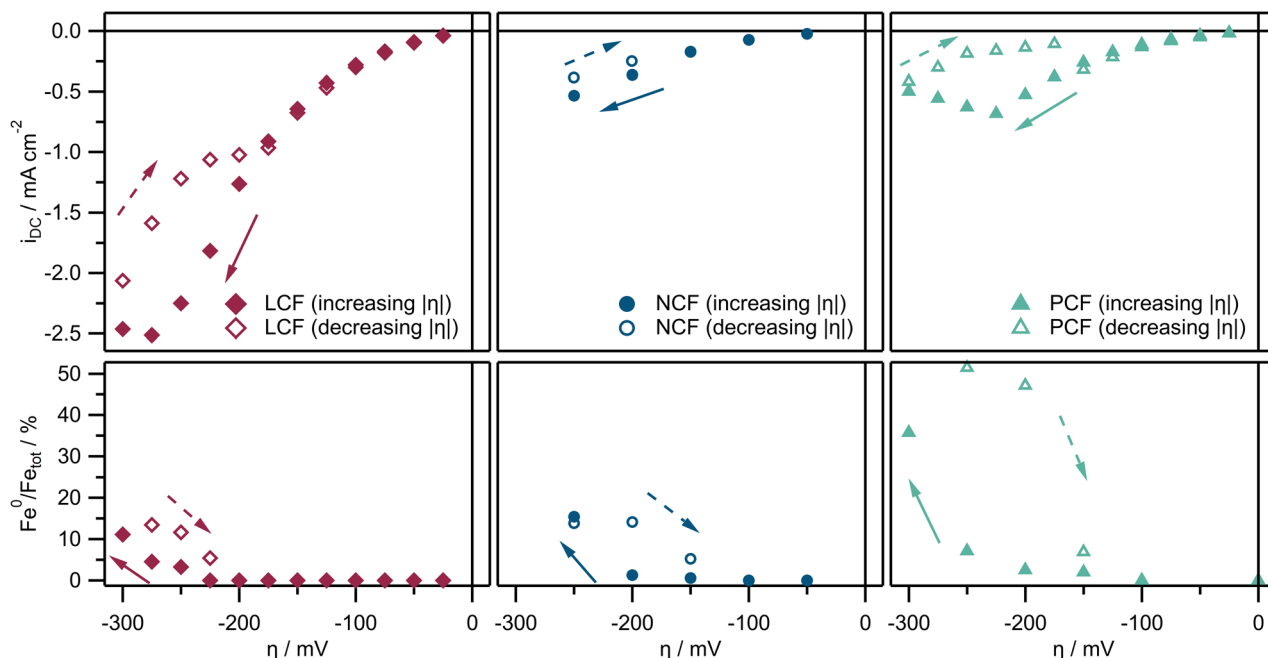 0.0
-0.5
-1.0
-1.5
-2.0
-2.5
i_DC / mA cm⁻²
LCF (increasing |η|)
LCF (decreasing |η|)
NCF (increasing |η|)
NCF (decreasing |η|)
PCF (increasing |η|)
PCF (decreasing |η|)
50
40
30
20
10
0
Fe⁰/Fe_tot / %
-300 -200 -100 0
η / mV
-300 -200 -100 0
η / mV
-300 -200 -100 0
η / mV